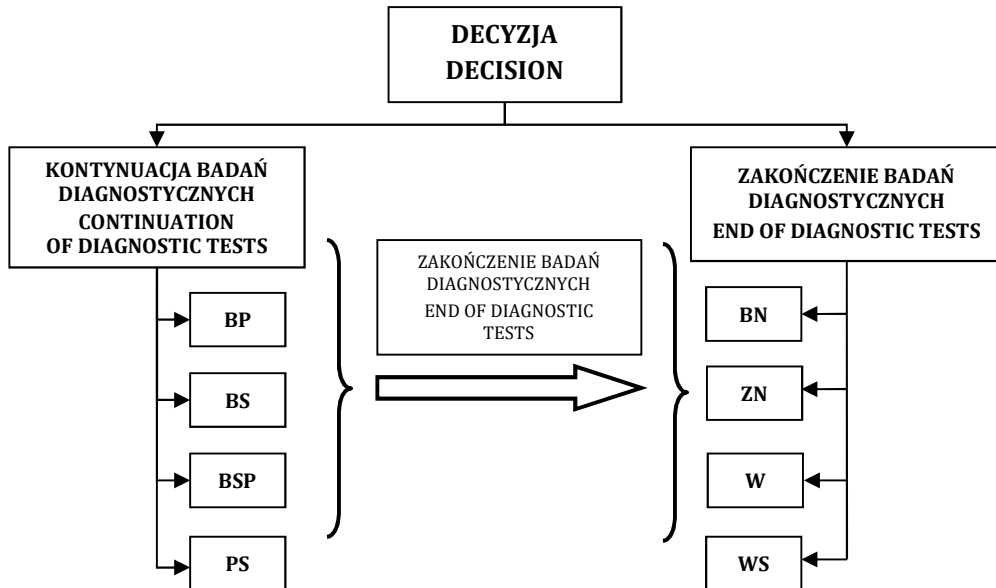 DECYZJA
DECISION
KONTYNUACJA BADAŃ
DIAGNOSTYCZNYCH
CONTINUATION
OF DIAGNOSTIC TESTS
BP
BS
BSP
PS
ZAKOŃCZENIE BADAŃ
DIAGNOSTYCZNYCH
END OF DIAGNOSTIC
TESTS
ZAKOŃCZENIE BADAŃ
DIAGNOSTYCZNYCH
END OF DIAGNOSTIC TESTS
BN
ZN
W
WS